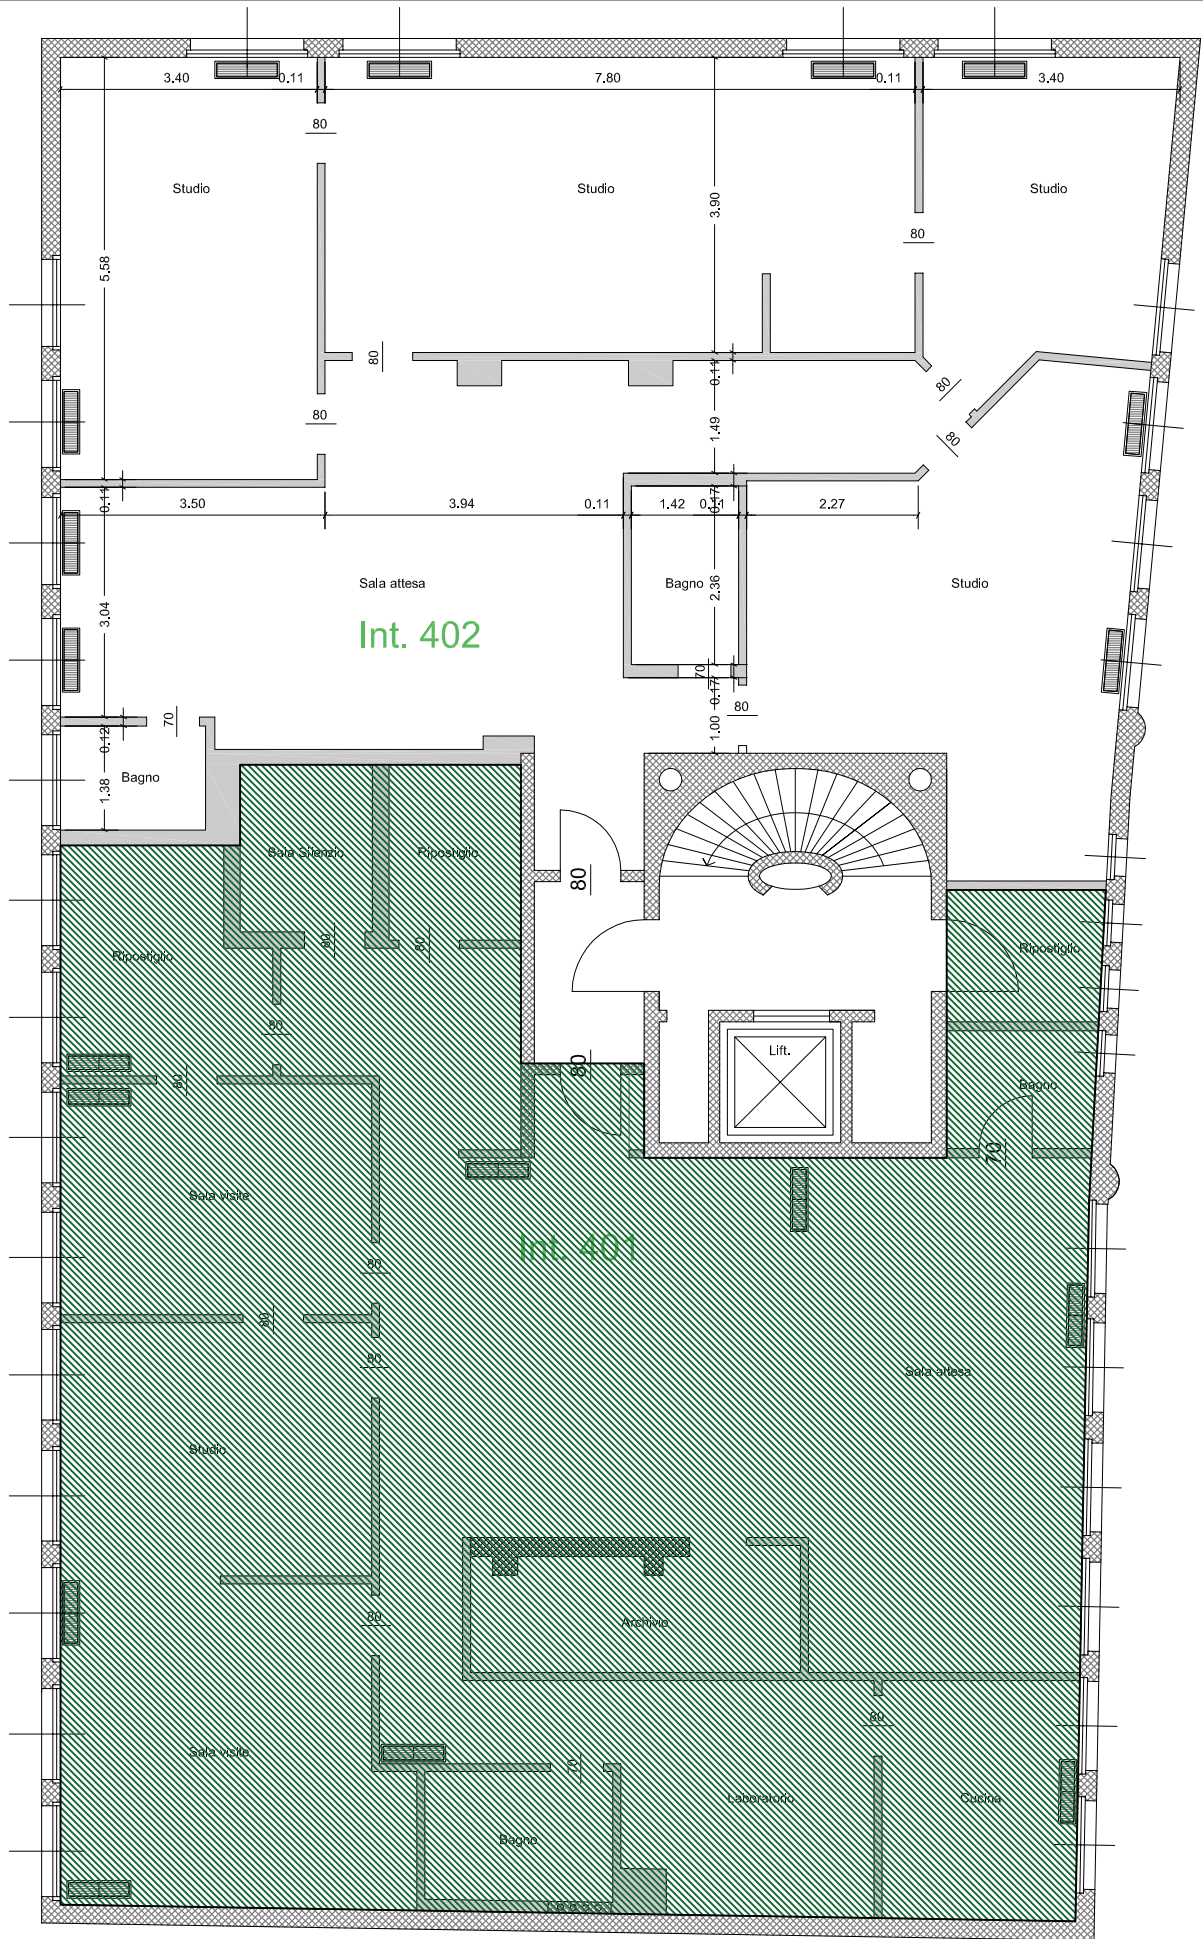 3.40 0.11 7.80 0.11 3.40
80
Studio Studio Studio
3.90
80
5.58
80
0.11
80
80
1.49
80
0.11
0.17
3.50 3.94 0.11 1.42 0.11 2.27
Sala attesa Bagno Studio
2.36
3.04
Int. 402
70
0.17
80
70
0.12
1.00
Bagno
1.38
Sala Silenzio Ripostiglio
80
80 80
Ripostiglio Ripostiglio
80
Lift.
80 80
Bagno
70
Sala visite
Int. 401
80
80
80
Sala attesa
Studio
80
Archivio
80
Sala visite
70
Laboratorio Cucina
Bagno